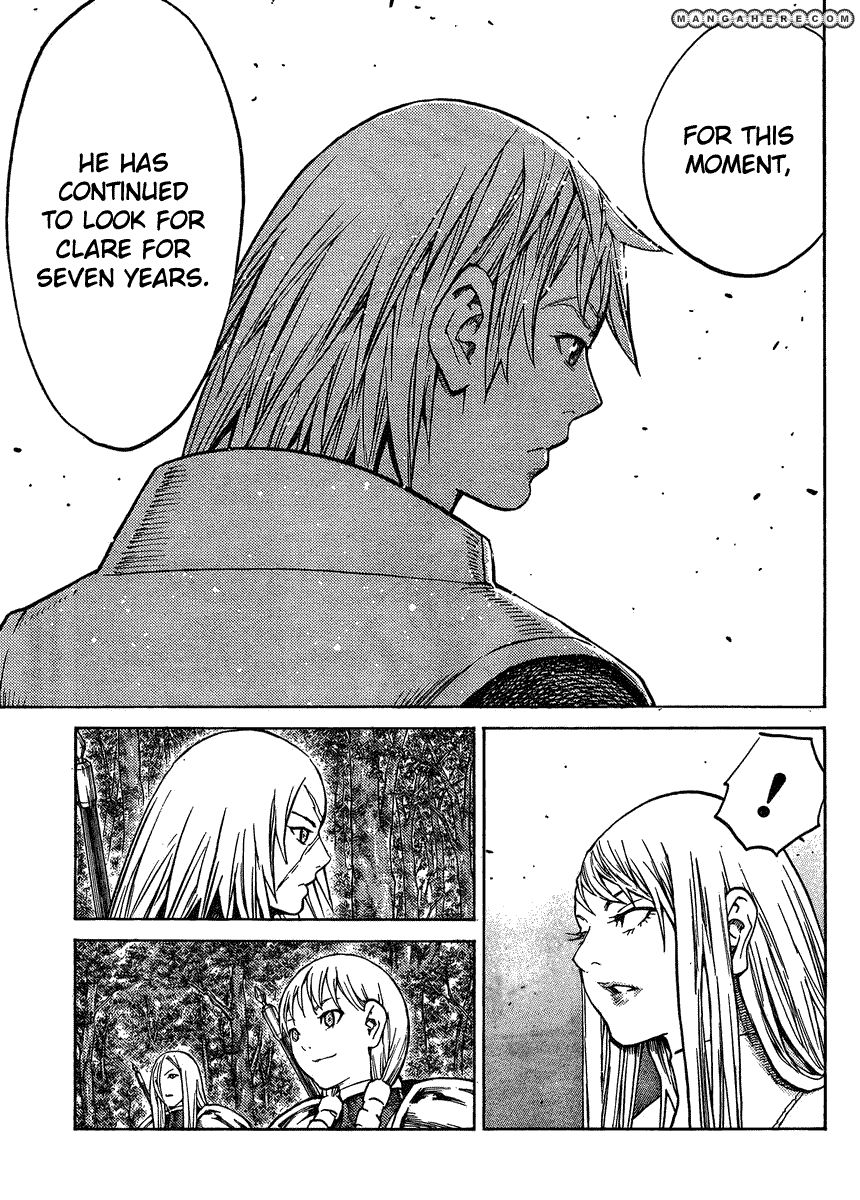 MANGAHERE.COM
FOR THIS
MOMENT,
HE HAS
CONTINUED
TO LOOK FOR
CLARE FOR
SEVEN YEARS.
!